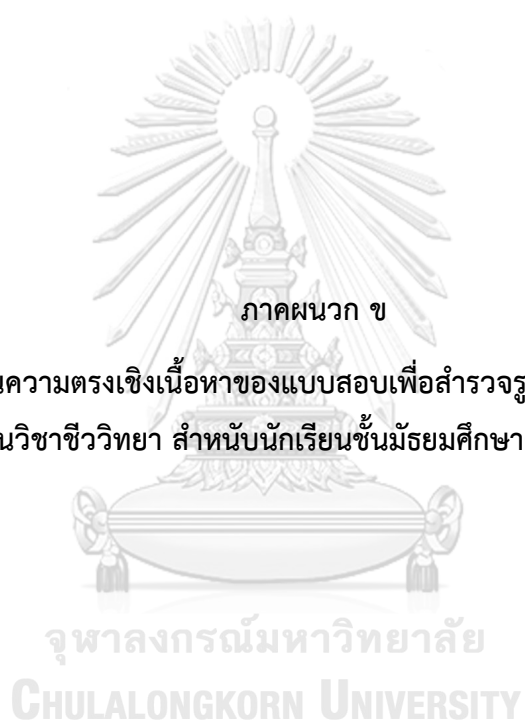 ภาคผนวก ข
ความตรงเชิงเนื้อหาของแบบสอบเพื่อสำรวจ
วิชาชีววิทยา สำหนับนักเรียนชั้นมัธยมศึกษา
จุฬาลงกรณ์มหาวิทยาลัย
CHULALONGKORN UNIVERSITY